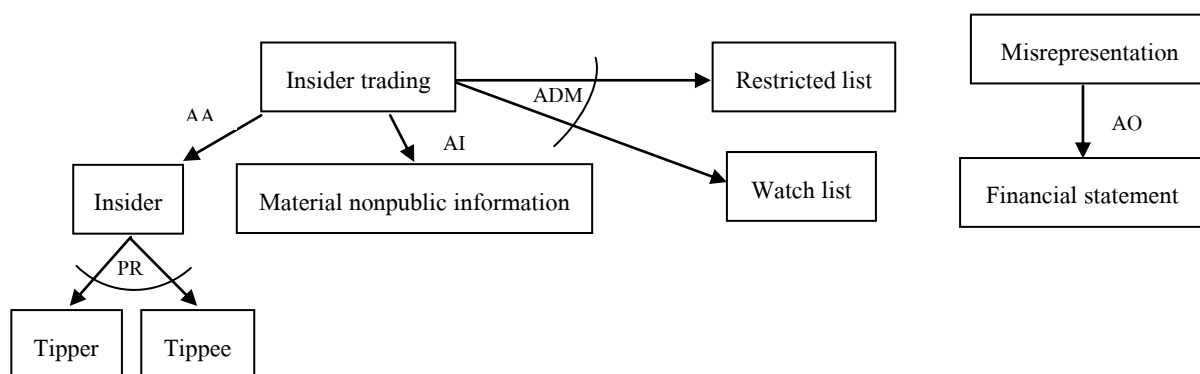 Misrepresentation
Insider trading
Restricted list
ADM
AA
AO
AI
Insider
Material nonpublic information
Watch list
Financial statement
PR
Tipper
Tippee